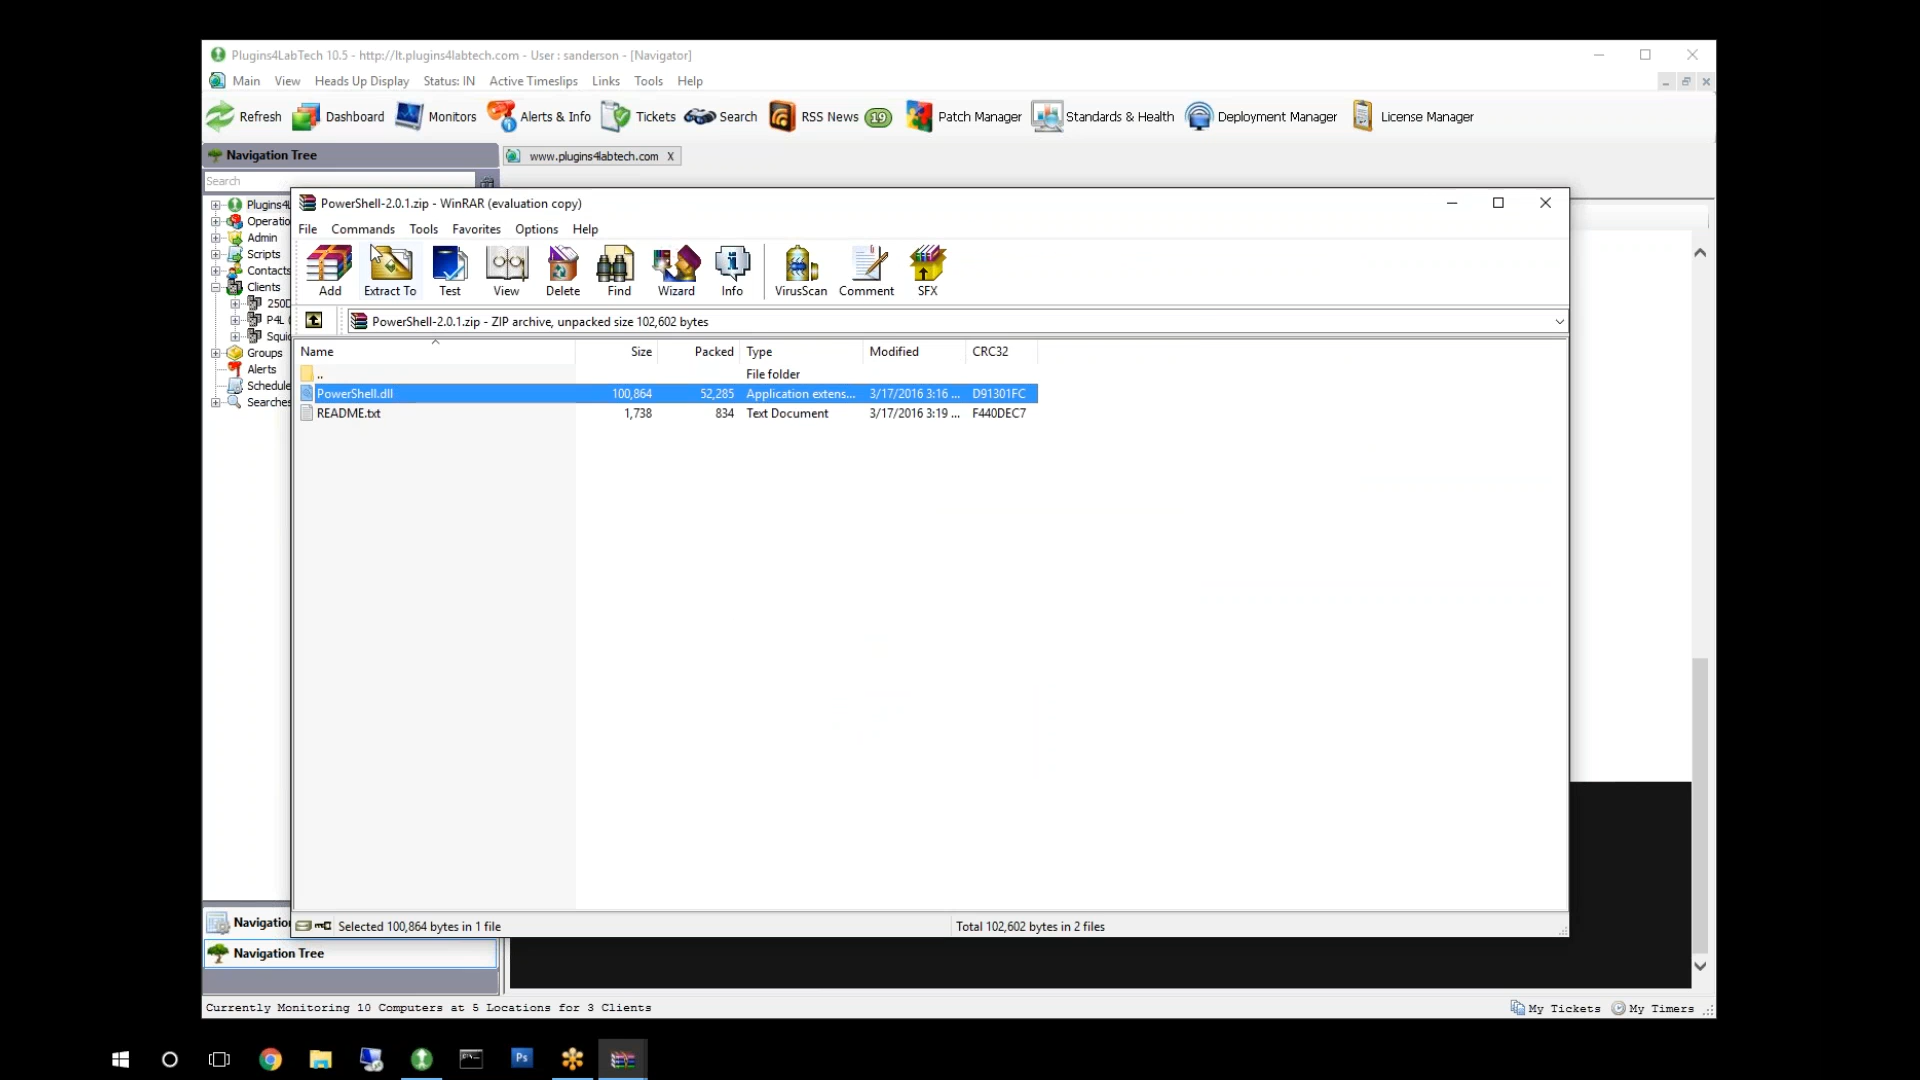 Plugins4LabTech 10.5 - http://lt.plugins4labtech.com - User : sanderson - [Navigator]
Main View Heads Up Display Status: IN Active Timeslips Links Tools Help
Refresh Dashboard Monitors Alerts & Info Tickets Search RSS News 19 Patch Manager Standards & Health Deployment Manager License Manager
Navigation Tree
www.plugins4labtech.com X
Search
PowerShell-2.0.1.zip - WinRAR (evaluation copy)
File Commands Tools Favorites Options Help
Add Extract To Test View Delete Find Wizard Info VirusScan Comment SFX
PowerShell-2.0.1.zip - ZIP archive, unpacked size 102,602 bytes
Name Size Packed Type Modified CRC32
.. File folder
PowerShell.dll 100,864 52,285 Application extens... 3/17/2016 3:16 ... D91301FC
README.txt 1,738 834 Text Document 3/17/2016 3:19 ... F440DEC7
Plugins4L
Operatio
Admin
Scripts
Contacts
Clients
250D
P4L (
Squi
Groups
Alerts
Schedule
Searches
Selected 100,864 bytes in 1 file Total 102,602 bytes in 2 files
Navigatio
Navigation Tree
Currently Monitoring 10 Computers at 5 Locations for 3 Clients My Tickets My Timers
Ps